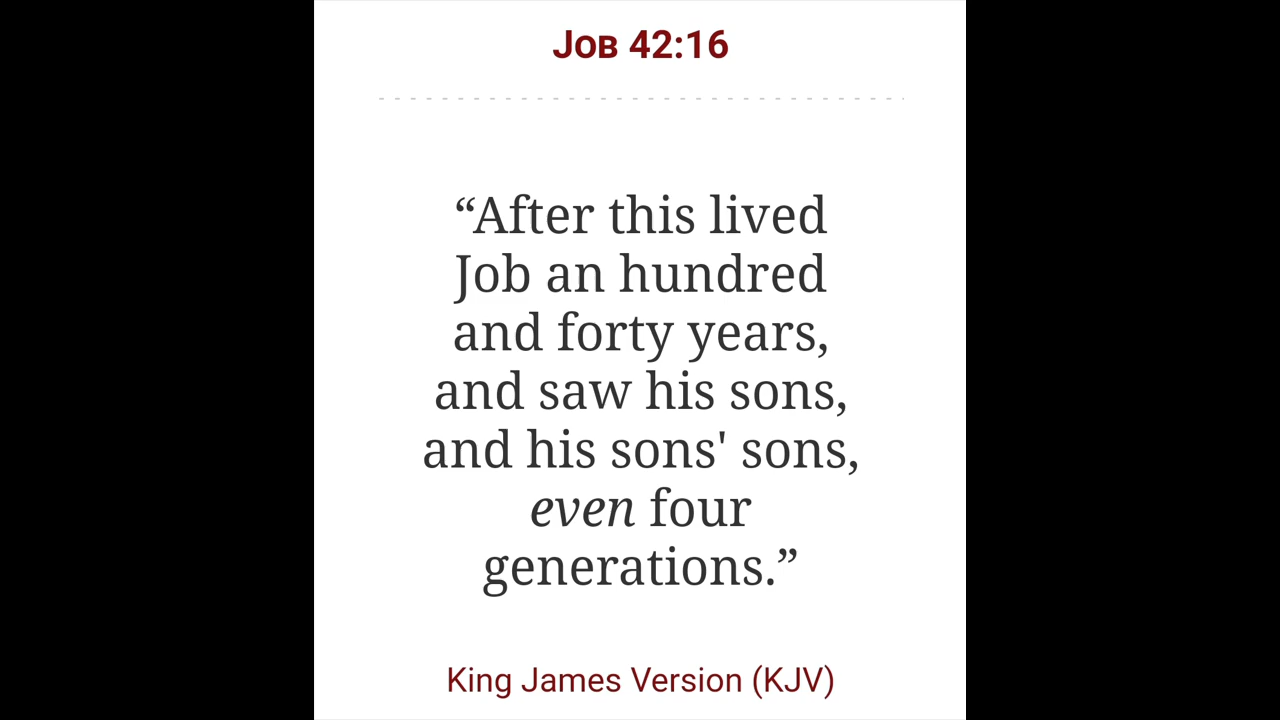 Job 42:16
“After this lived
Job an hundred
and forty years,
and saw his sons,
and his sons' sons,
even four
generations.”
King James Version (KJV)